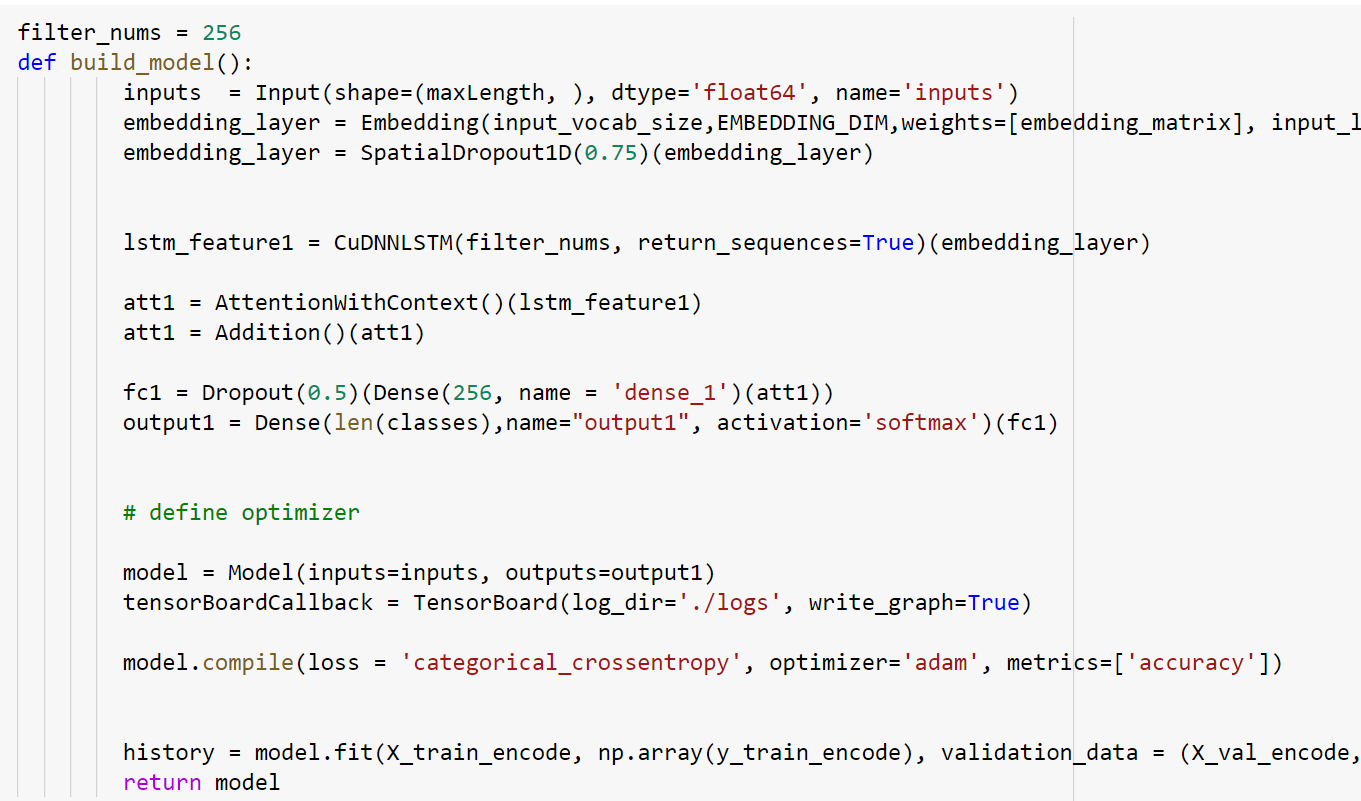 filter_nums = 256
def build_model():
inputs  = Input(shape=(maxLength, ), dtype='float64', name='inputs')
embedding_layer = Embedding(input_vocab_size,EMBEDDING_DIM,weights=[embedding_matrix], input_l
embedding_layer = SpatialDropout1D(0.75)(embedding_layer)
lstm_feature1 = CuDNNLSTM(filter_nums, return_sequences=True)(embedding_layer)
att1 = AttentionWithContext()(lstm_feature1)
att1 = Addition()(att1)
fc1 = Dropout(0.5)(Dense(256, name = 'dense_1')(att1))
output1 = Dense(len(classes),name="output1", activation='softmax')(fc1)
# define optimizer
model = Model(inputs=inputs, outputs=output1)
tensorBoardCallback = TensorBoard(log_dir='./logs', write_graph=True)
model.compile(loss = 'categorical_crossentropy', optimizer='adam', metrics=['accuracy'])
history = model.fit(X_train_encode, np.array(y_train_encode), validation_data = (X_val_encode,
return model